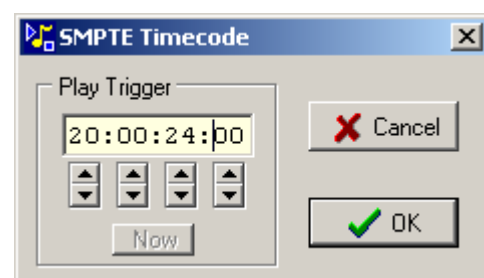 SMPTE Timecode
Play Trigger
20:00:24:00
Cancel
Now
OK